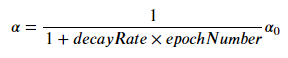 α = 1 / (1 + decayRate × epochNumber) α₀